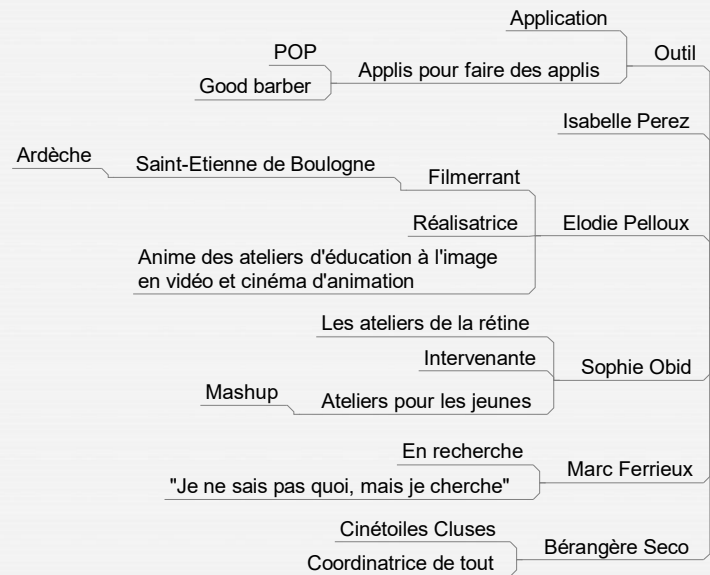 Application
Outil
POP
Applis pour faire des applis
Good barber
Isabelle Perez
Ardèche
Saint-Etienne de Boulogne
Filmerrant
Réalisatrice
Elodie Pelloux
Anime des ateliers d'éducation à l'image
en vidéo et cinéma d'animation
Les ateliers de la rétine
Intervenante
Sophie Obid
Mashup
Ateliers pour les jeunes
En recherche
Marc Ferrieux
"Je ne sais pas quoi, mais je cherche"
Cinétoiles Cluses
Bérangère Seco
Coordinatrice de tout